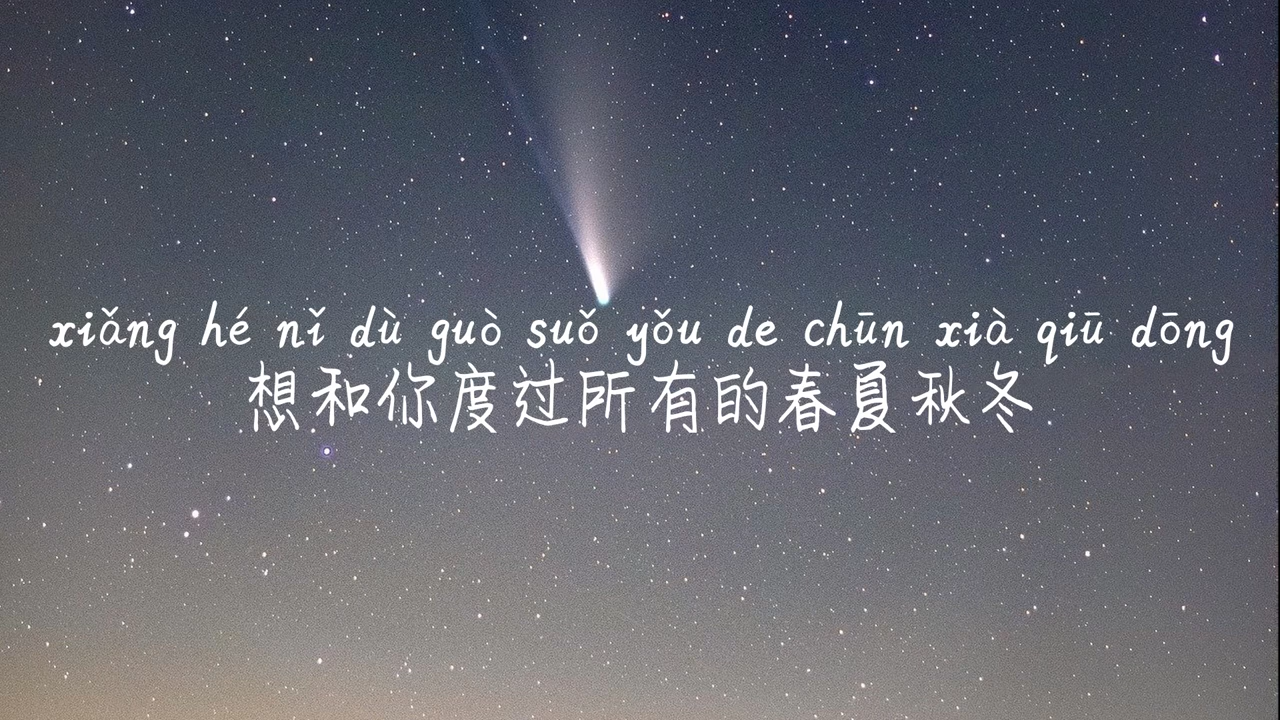 xiǎng hé nǐ dù guò suǒ yǒu de chūn xià qiū dōng
想和你度过所有的春夏秋冬